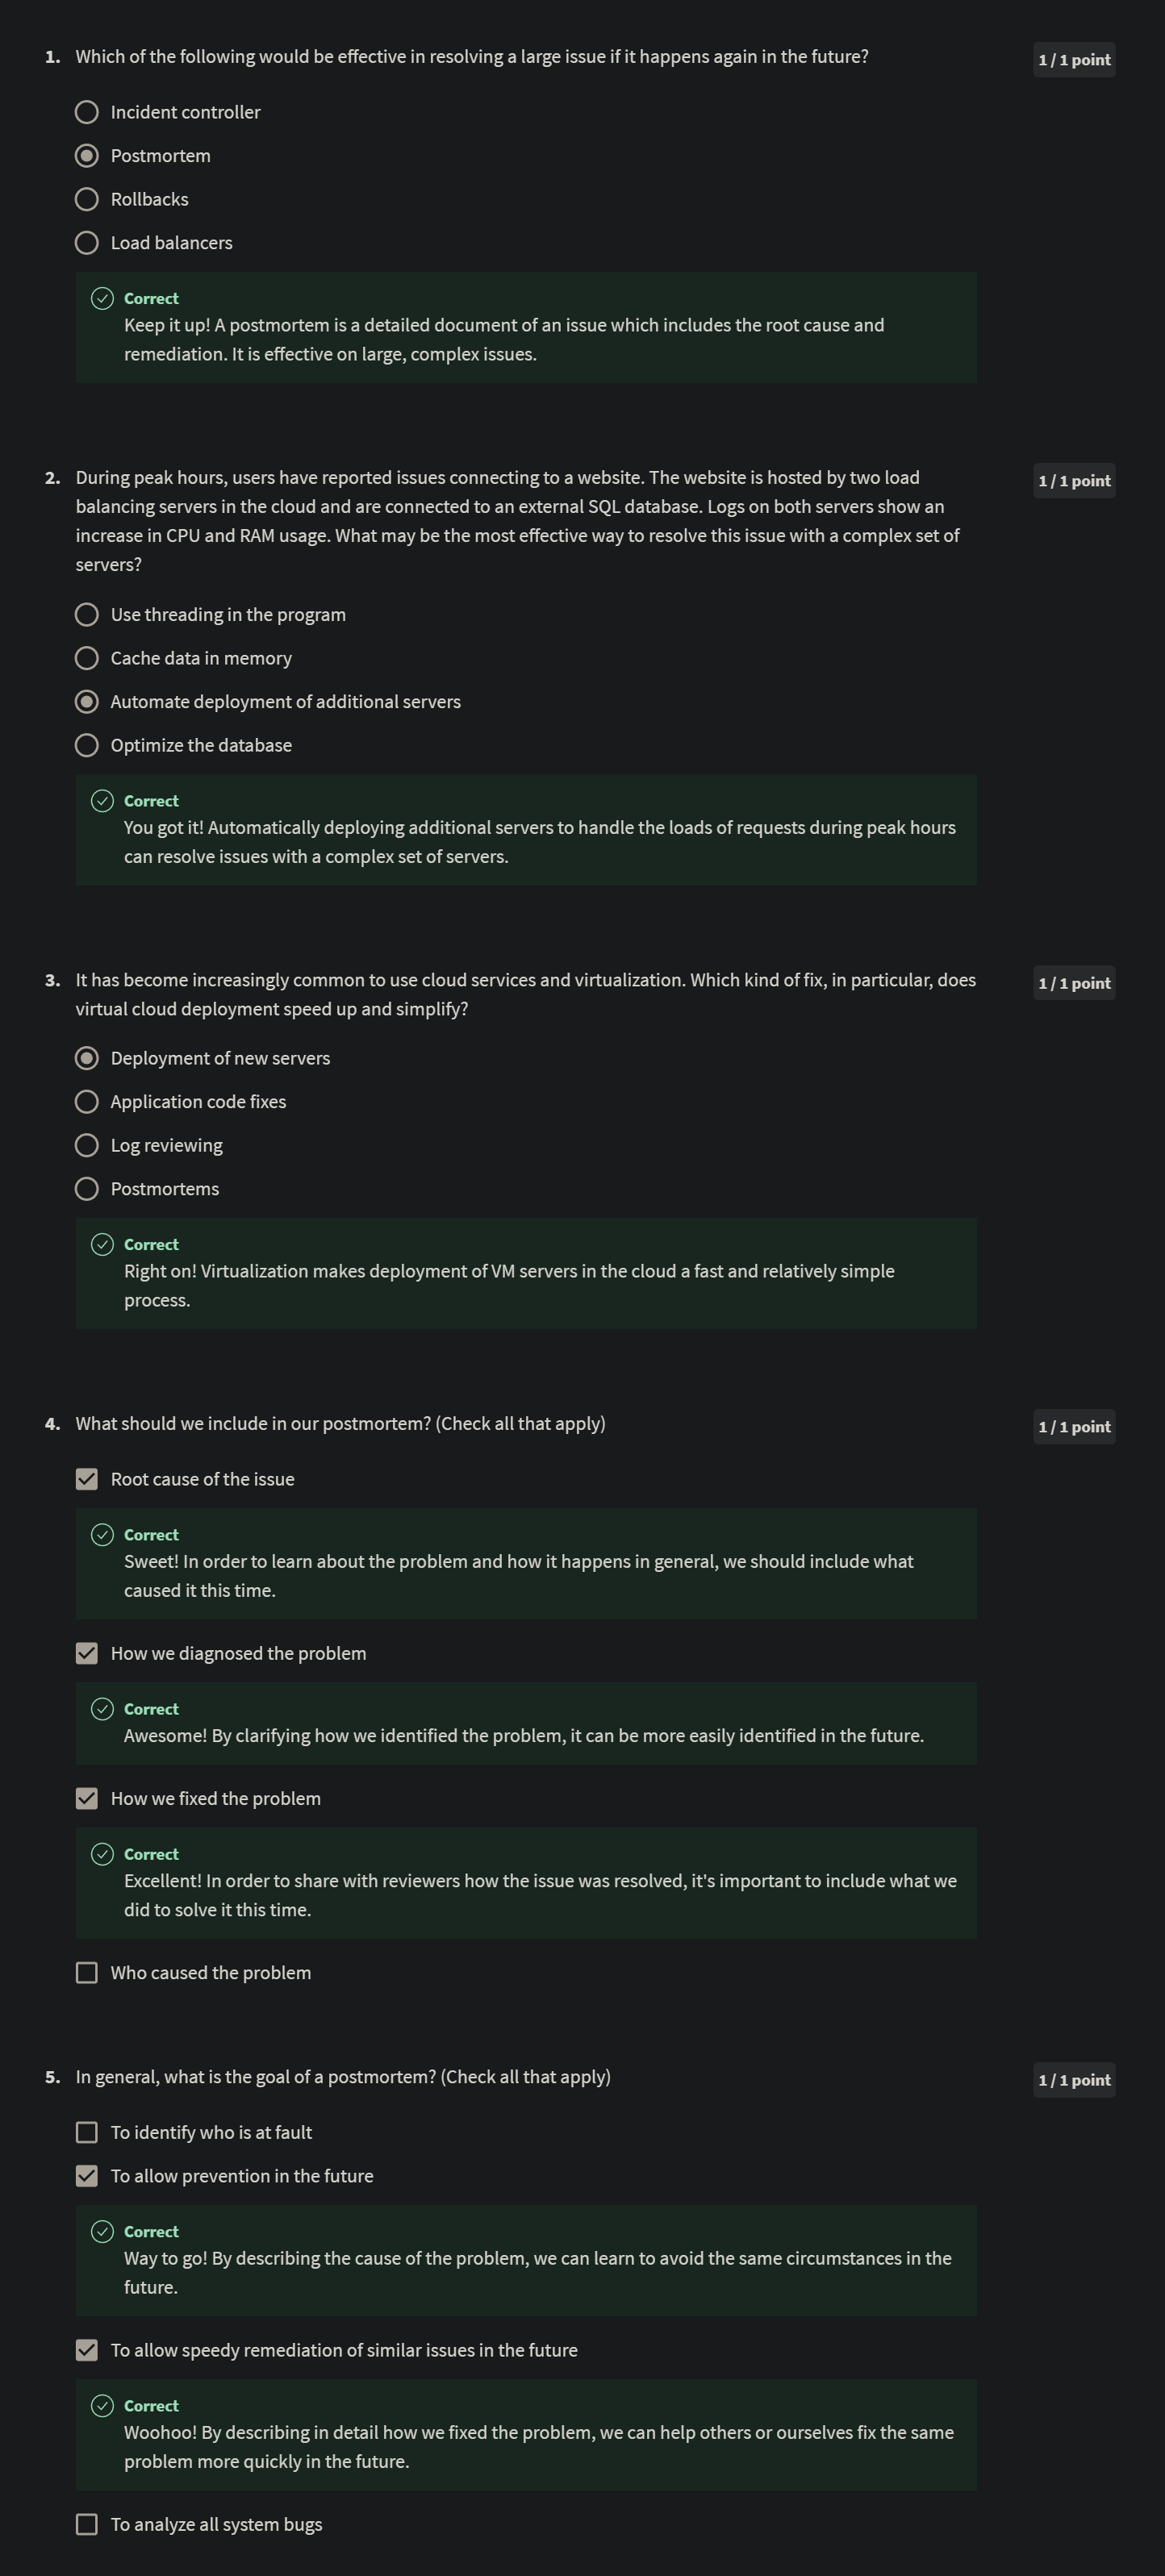 1. Which of the following would be effective in resolving a large issue if it happens again in the future?
1 / 1 point
Incident controller
Postmortem
Rollbacks
Load balancers
Correct
Keep it up! A postmortem is a detailed document of an issue which includes the root cause and
remediation. It is effective on large, complex issues.
2. During peak hours, users have reported issues connecting to a website. The website is hosted by two load
1 / 1 point
balancing servers in the cloud and are connected to an external SQL database. Logs on both servers show an
increase in CPU and RAM usage. What may be the most effective way to resolve this issue with a complex set of
servers?
Use threading in the program
Cache data in memory
Automate deployment of additional servers
Optimize the database
Correct
You got it! Automatically deploying additional servers to handle the loads of requests during peak hours
can resolve issues with a complex set of servers.
3. It has become increasingly common to use cloud services and virtualization. Which kind of fix, in particular, does
1 / 1 point
virtual cloud deployment speed up and simplify?
Deployment of new servers
Application code fixes
Log reviewing
Postmortems
Correct
Right on! Virtualization makes deployment of VM servers in the cloud a fast and relatively simple
process.
4. What should we include in our postmortem? (Check all that apply)
1 / 1 point
Root cause of the issue
Correct
Sweet! In order to learn about the problem and how it happens in general, we should include what
caused it this time.
How we diagnosed the problem
Correct
Awesome! By clarifying how we identified the problem, it can be more easily identified in the future.
How we fixed the problem
Correct
Excellent! In order to share with reviewers how the issue was resolved, it's important to include what we
did to solve it this time.
Who caused the problem
5. In general, what is the goal of a postmortem? (Check all that apply)
1 / 1 point
To identify who is at fault
To allow prevention in the future
Correct
Way to go! By describing the cause of the problem, we can learn to avoid the same circumstances in the
future.
To allow speedy remediation of similar issues in the future
Correct
Woohoo! By describing in detail how we fixed the problem, we can help others or ourselves fix the same
problem more quickly in the future.
To analyze all system bugs